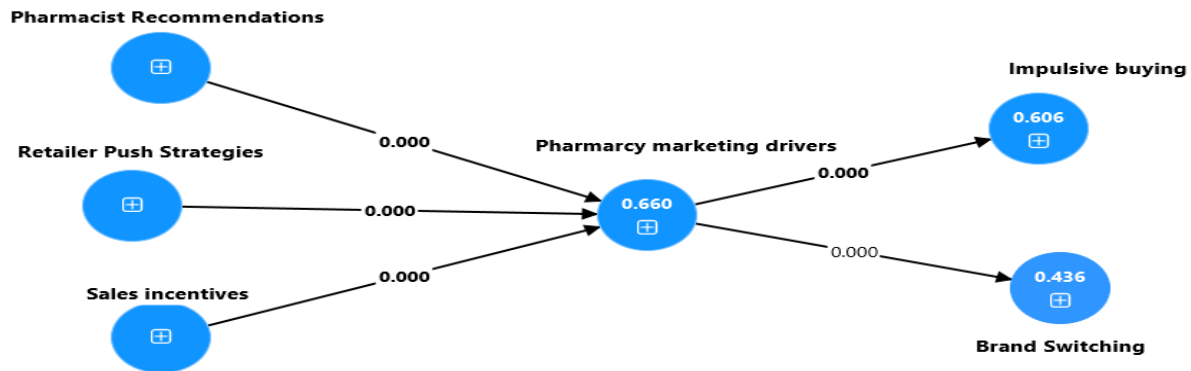 Pharmacist Recommendations
Impulsive buying
0.606
0.000
Pharmarcy marketing drivers
Retailer Push Strategies
0.000
0.660
0.000
0.000
0.000
0.436
Sales incentives
Brand Switching